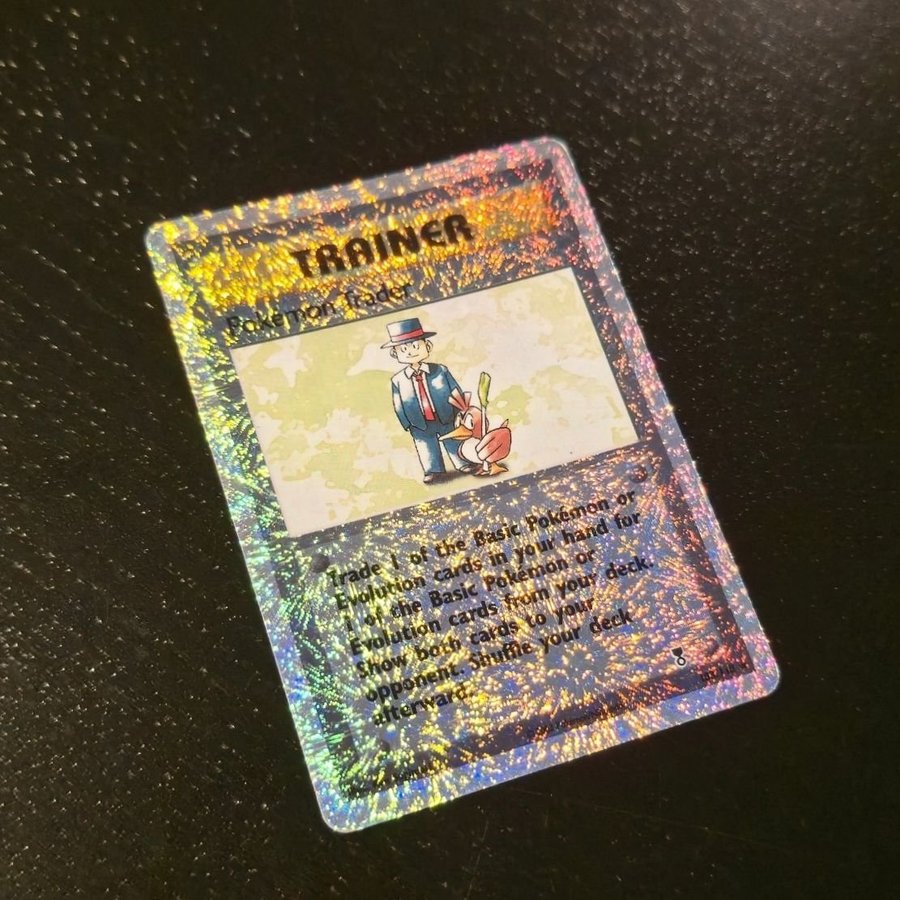 TRAINER
Pokémon Trader
Trade 1 of the Basic Pokémon or
Evolution cards in your hand for
1 of the Basic Pokémon or
Evolution cards from your deck.
Show both cards to your
opponent. Shuffle your deck
afterward.